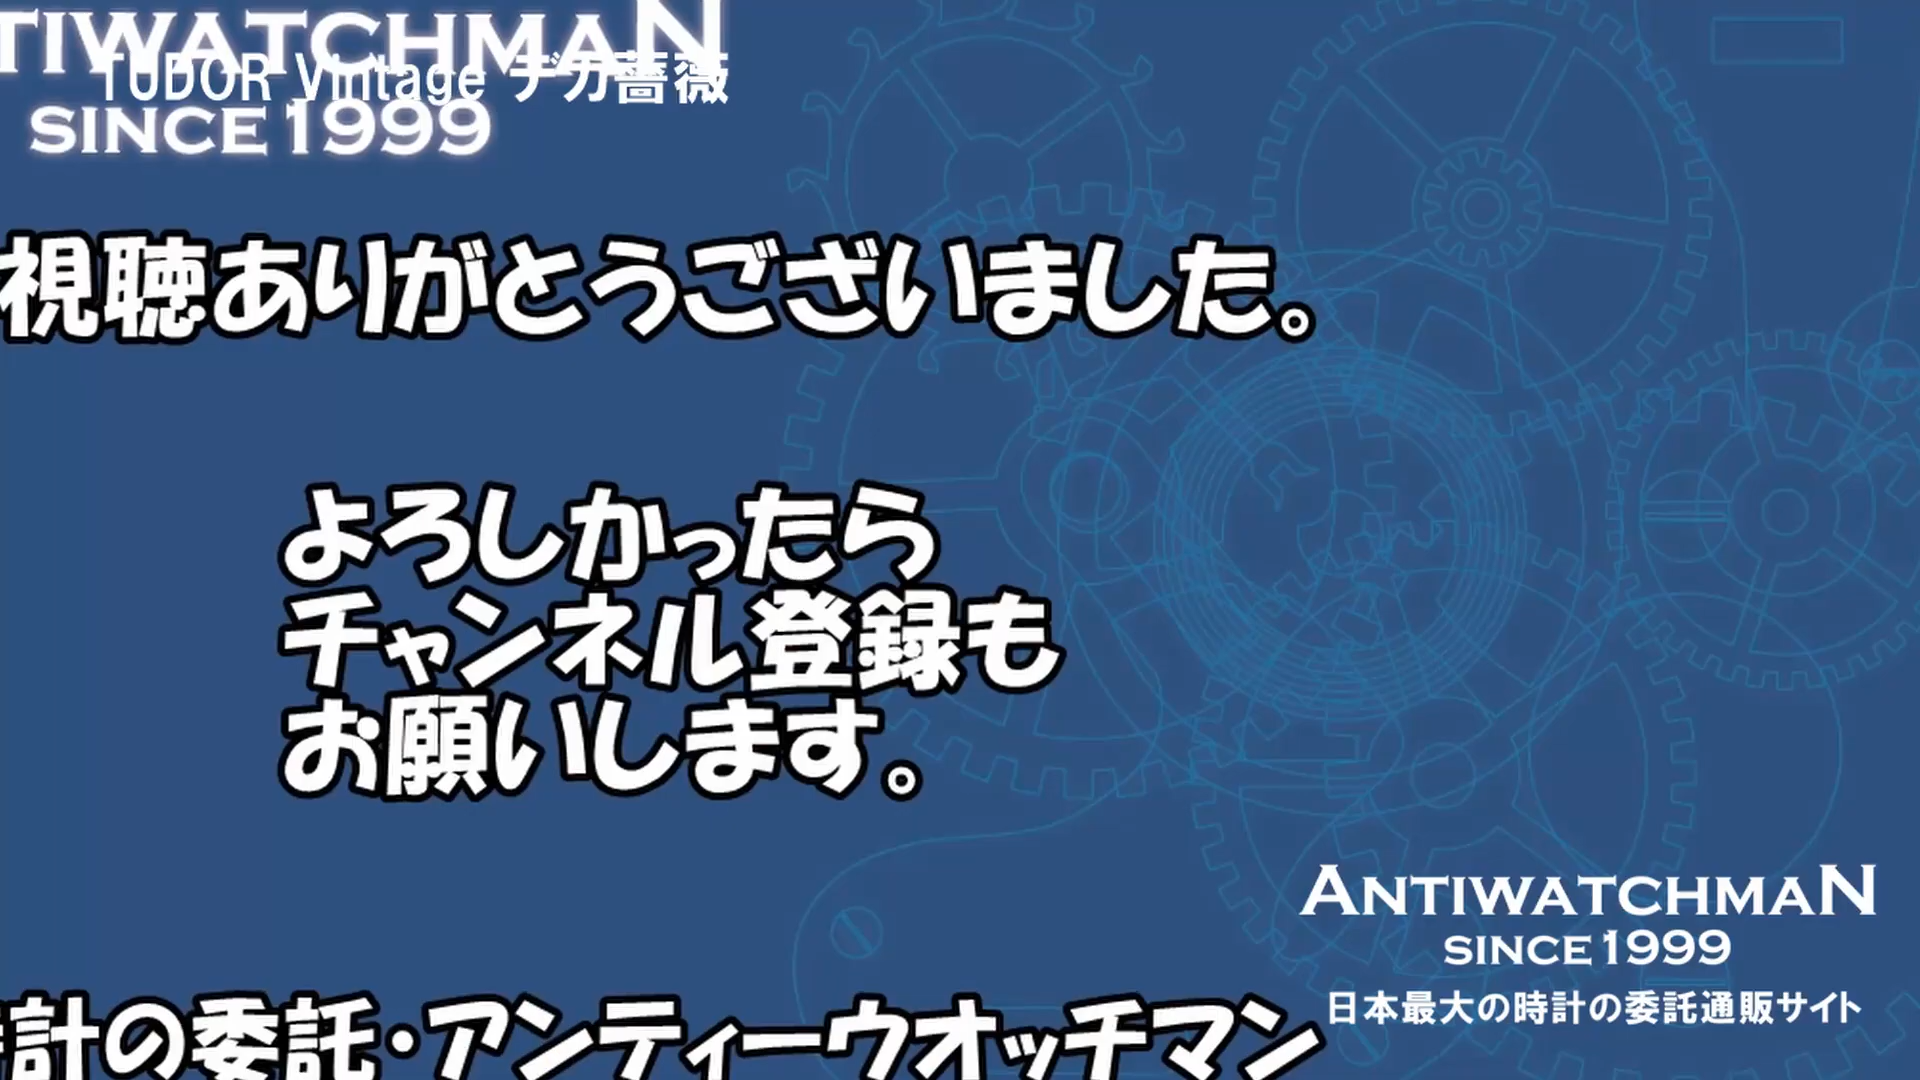 TIWATCHMAN
TUDOR Vintage デカ薔薇
SINCE 1999
視聴ありがとうございました。
よろしかったら
チャンネル登録も
お願いします。
ANTIWATCHMAN
SINCE 1999
日本最大の時計の委託通販サイト
計の委託・アンティーウオッチマン